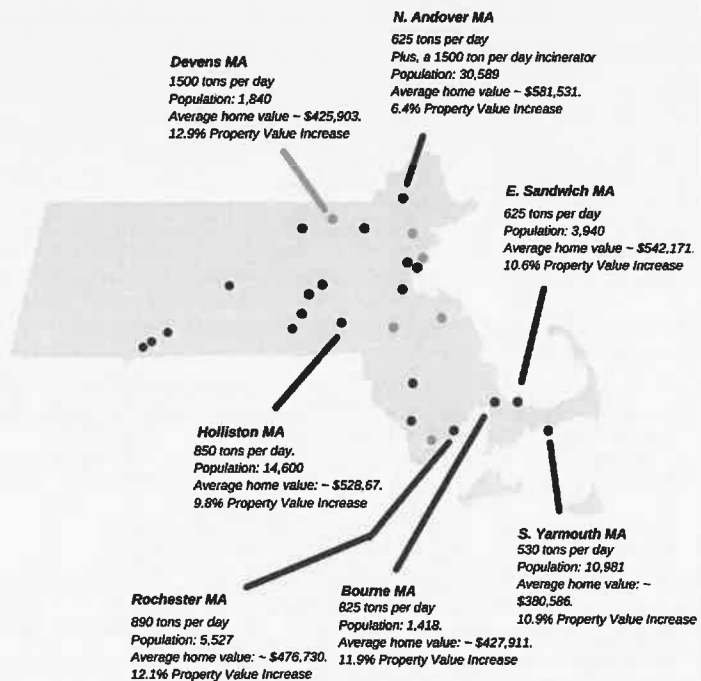 N. Andover MA
625 tons per day
Plus, a 1500 ton per day incinerator
Population: 30,589
Average home value ~ $581,531.
6.4% Property Value Increase
Devens MA
1500 tons per day
Population: 1,840
Average home value ~ $425,903.
12.9% Property Value Increase
E. Sandwich MA
625 tons per day
Population: 3,940
Average home value ~ $542,171.
10.6% Property Value Increase
Holliston MA
850 tons per day.
Population: 14,600
Average home value: ~ $528,67.
9.8% Property Value Increase
S. Yarmouth MA
530 tons per day
Population: 10,981
Average home value: ~
$380,586.
10.9% Property Value Increase
Rochester MA
890 tons per day
Population: 5,527
Average home value: ~ $476,730.
12.1% Property Value Increase
Bourne MA
825 tons per day
Population: 1,418.
Average home value: ~ $427,911.
11.9% Property Value Increase